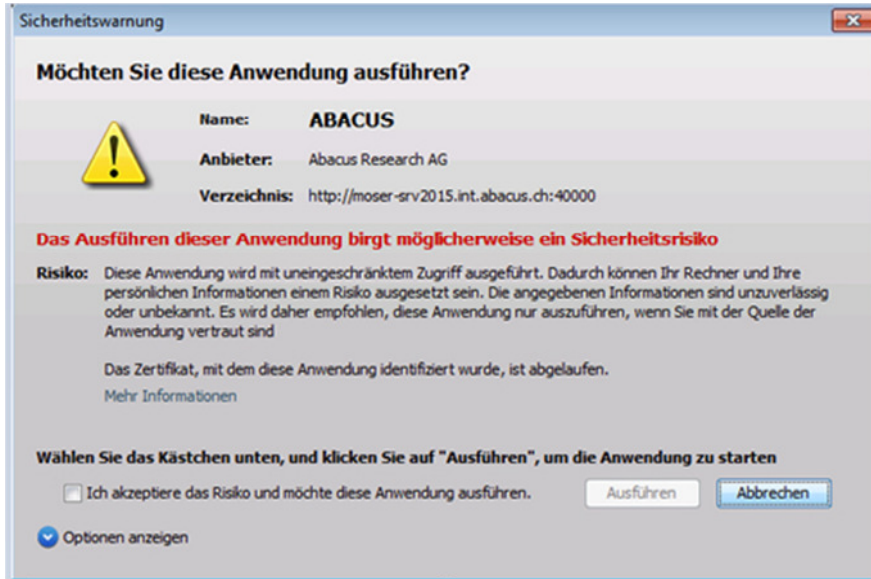 Sicherheitswarnung
Möchten Sie diese Anwendung ausführen?
Name: ABACUS
Anbieter: Abacus Research AG
Verzeichnis: http://moser-srv2015.int.abacus.ch:40000
Das Ausführen dieser Anwendung birgt möglicherweise ein Sicherheitsrisiko
Risiko: Diese Anwendung wird mit uneingeschränktem Zugriff ausgeführt. Dadurch können Ihr Rechner und Ihre
persönlichen Informationen einem Risiko ausgesetzt sein. Die angegebenen Informationen sind unzuverlässig
oder unbekannt. Es wird daher empfohlen, diese Anwendung nur auszuführen, wenn Sie mit der Quelle der
Anwendung vertraut sind
Das Zertifikat, mit dem diese Anwendung identifiziert wurde, ist abgelaufen.
Mehr Informationen
Wählen Sie das Kästchen unten, und klicken Sie auf "Ausführen", um die Anwendung zu starten
Ich akzeptiere das Risiko und möchte diese Anwendung ausführen. Ausführen Abbrechen
Optionen anzeigen